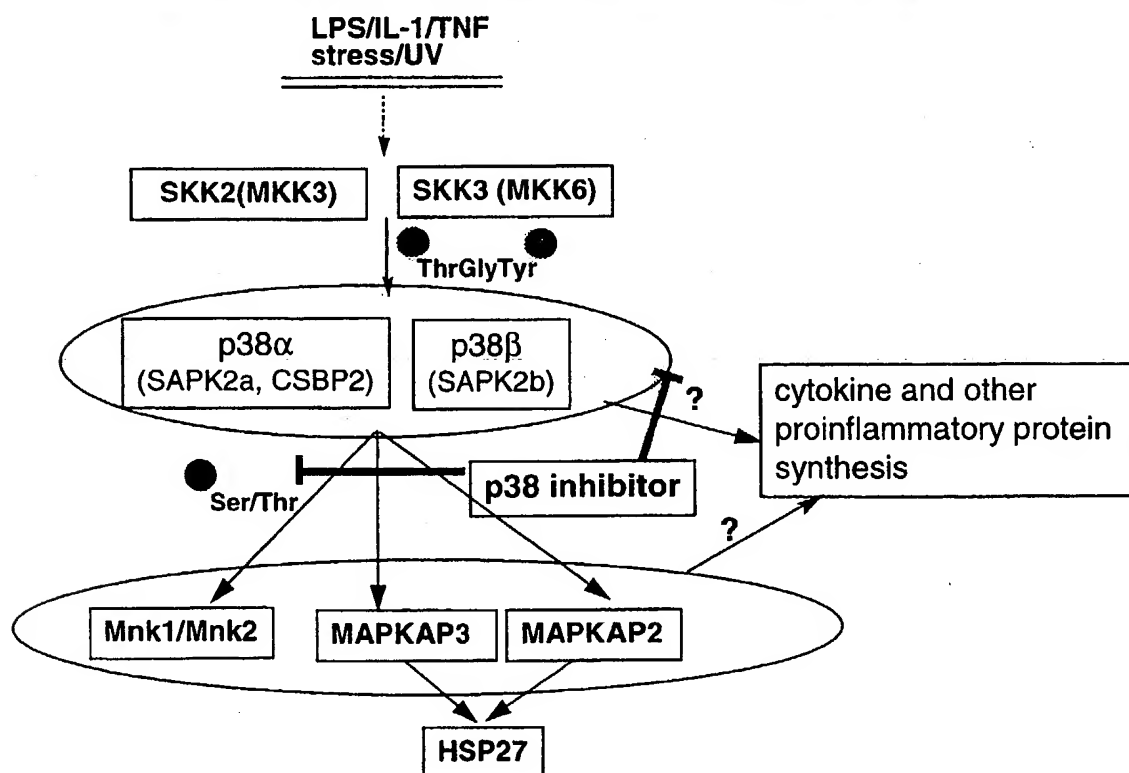 LPS/IL-1/TNF
stress/UV
SKK2(MKK3)
SKK3 (MKK6)
ThrGlyTyr
p38α
(SAPK2a, CSBP2)
p38β
(SAPK2b)
?
cytokine and other
proinflammatory protein
synthesis
p38 inhibitor
Ser/Thr
?
Mnk1/Mnk2
MAPKAP3
MAPKAP2
HSP27